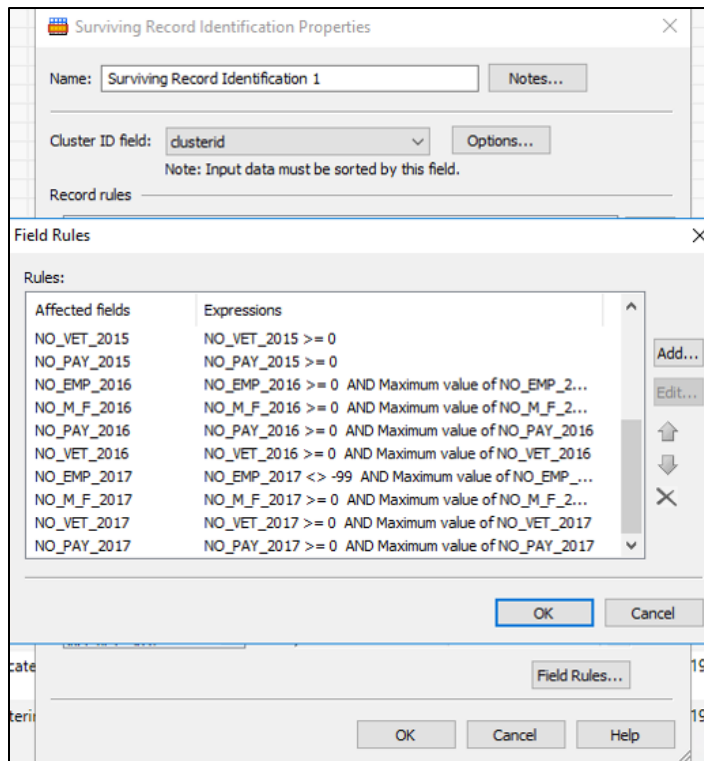 Surviving Record Identification Properties
Name: Surviving Record Identification 1 Notes...
Cluster ID field: clusterid Options...
Note: Input data must be sorted by this field.
Record rules
Field Rules
Rules:
Affected fields Expressions
NO_VET_2015 NO_VET_2015 >= 0
NO_PAY_2015 NO_PAY_2015 >= 0
Add...
NO_EMP_2016 NO_EMP_2016 >= 0 AND Maximum value of NO_EMP_2...
Edit...
NO_M_F_2016 NO_M_F_2016 >= 0 AND Maximum value of NO_M_F_2...
NO_PAY_2016 NO_PAY_2016 >= 0 AND Maximum value of NO_PAY_2016
NO_VET_2016 NO_VET_2016 >= 0 AND Maximum value of NO_VET_2016
NO_EMP_2017 NO_EMP_2017 <> -99 AND Maximum value of NO_EMP_...
NO_M_F_2017 NO_M_F_2017 >= 0 AND Maximum value of NO_M_F_2...
NO_VET_2017 NO_VET_2017 >= 0 AND Maximum value of NO_VET_2017
NO_PAY_2017 NO_PAY_2017 >= 0 AND Maximum value of NO_PAY_2017
OK Cancel
cate Field Rules... 19
terin 19
OK Cancel Help